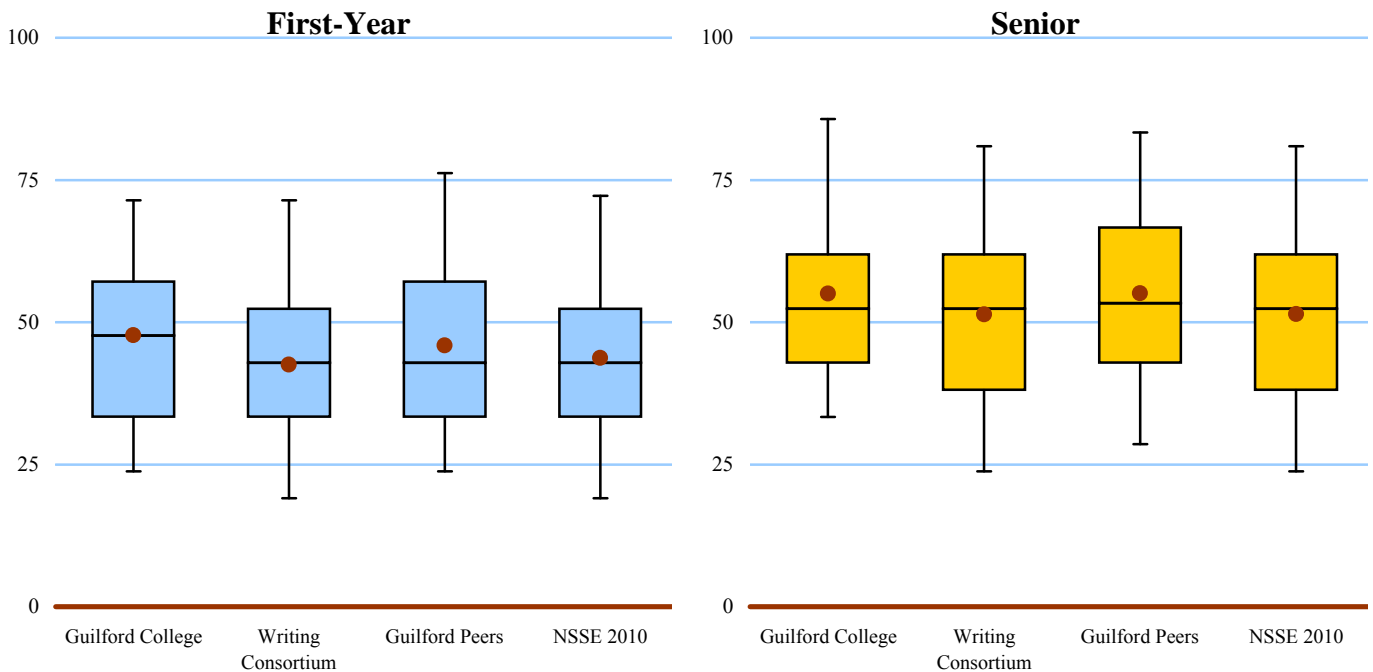 First-Year
100
75
50
25
0
Guilford College
Writing
Consortium
Guilford Peers
NSSE 2010
Senior
100
75
50
25
0
Guilford College
Writing
Consortium
Guilford Peers
NSSE 2010